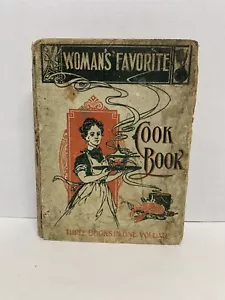 WOMAN'S FAVORITE
COOK
BOOK
THREE BOOKS IN ONE VOLUME